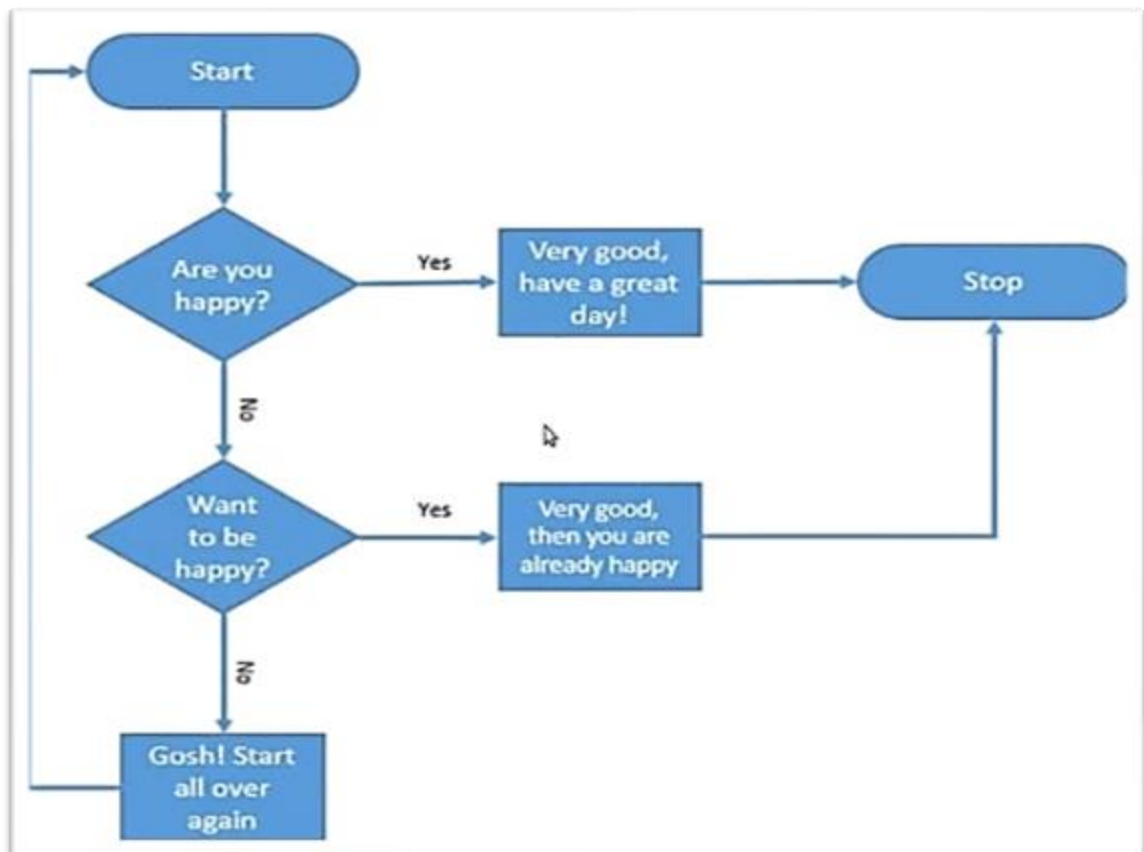 Start
Are you
happy?
Yes
Very good,
have a great
day!
Stop
No
Want
to be
happy?
Yes
Very good,
then you are
already happy
No
Gosh! Start
all over
again